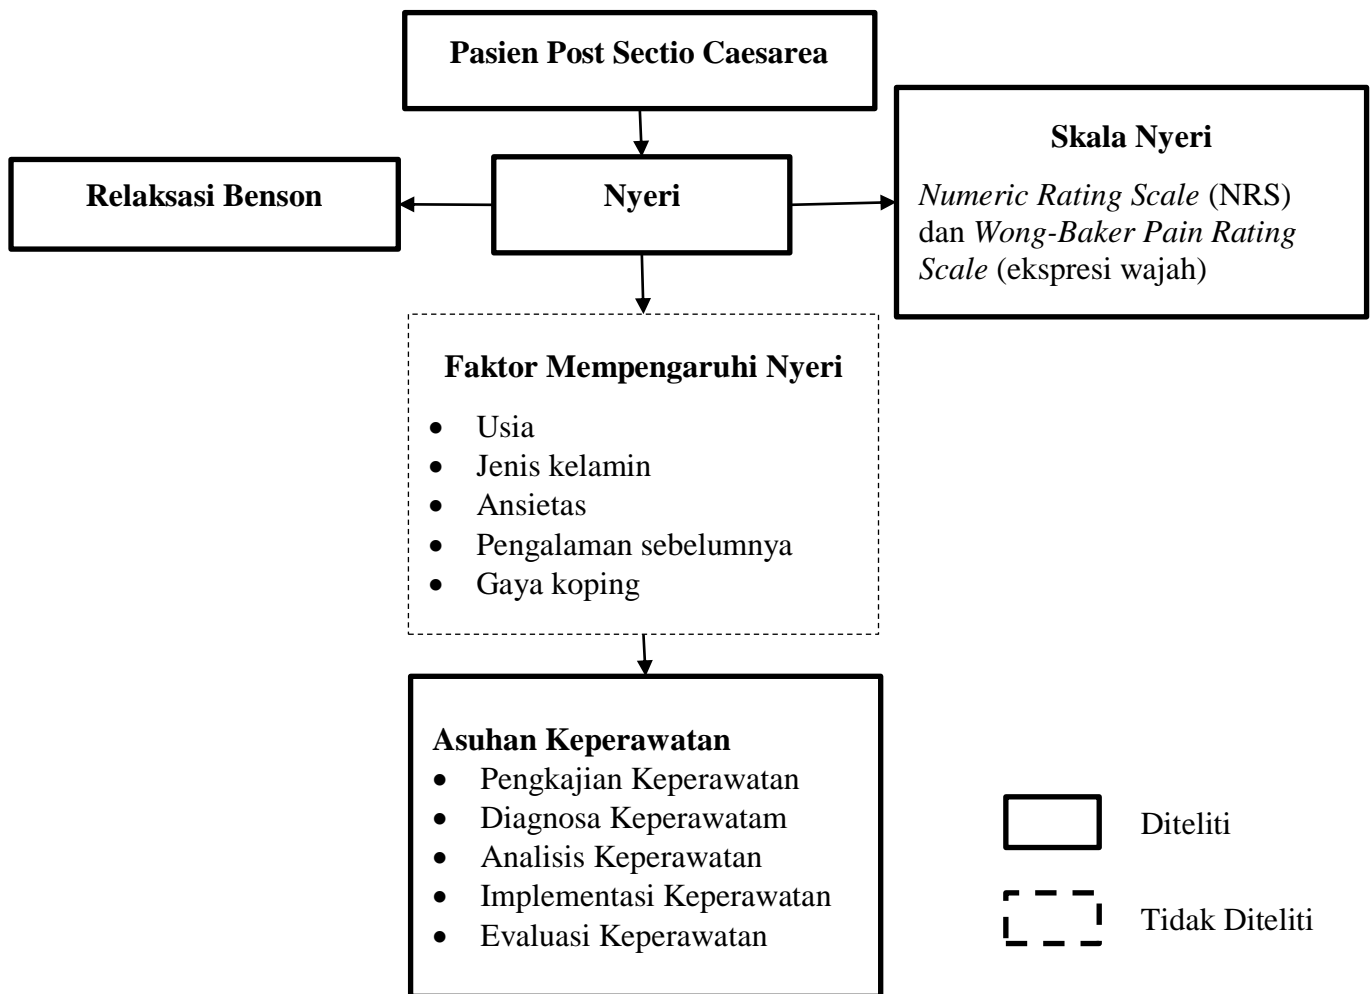 Pasien Post Sectio Caesarea
Relaksasi Benson
Nyeri
Skala Nyeri
Numeric Rating Scale (NRS)
dan Wong-Baker Pain Rating
Scale (ekspresi wajah)
Faktor Mempengaruhi Nyeri
• Usia
• Jenis kelamin
• Ansietas
• Pengalaman sebelumnya
• Gaya koping
Asuhan Keperawatan
• Pengkajian Keperawatan
• Diagnosa Keperawatam
• Analisis Keperawatan
• Implementasi Keperawatan
• Evaluasi Keperawatan
Diteliti
Tidak Diteliti